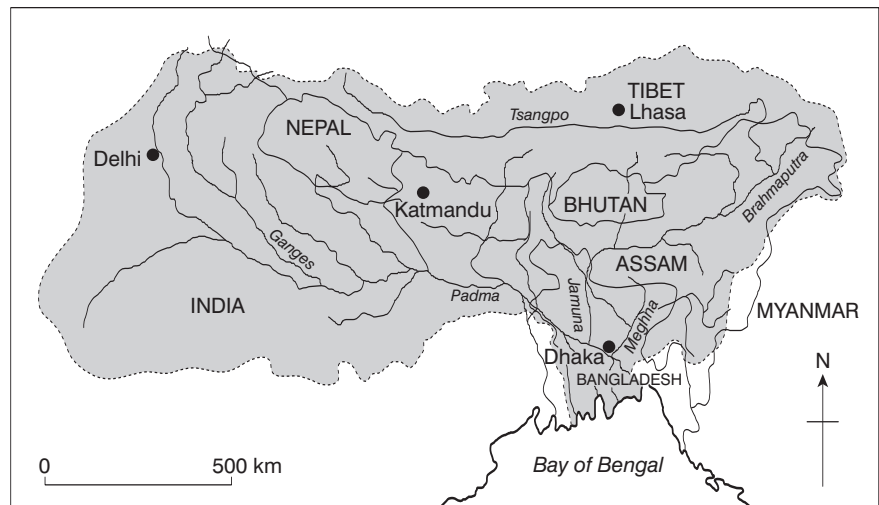 TIBET
Lhasa
Tsangpo
NEPAL
Delhi
Katmandu
BHUTAN
Brahmaputra
Ganges
ASSAM
INDIA
Padma
Jamuna
Meghna
MYANMAR
Dhaka
BANGLADESH
N
0 500 km
Bay of Bengal